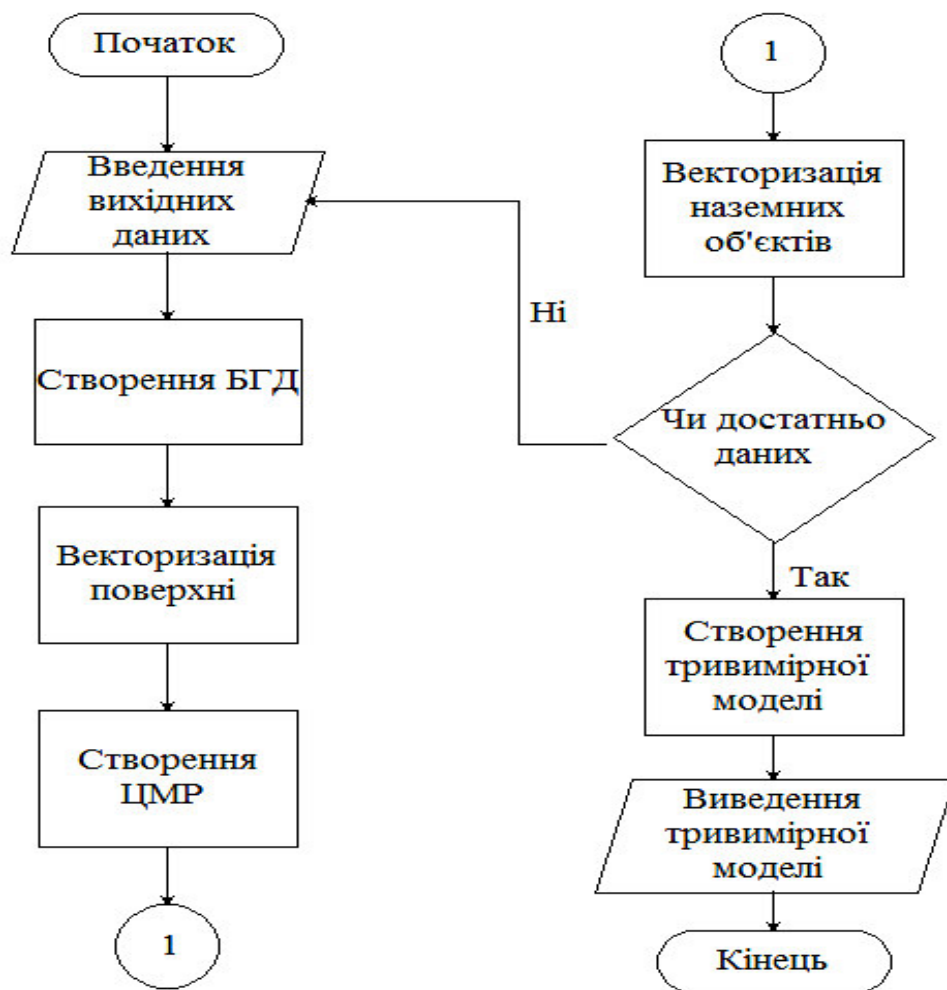 Початок
Введення
вихідних
даних
Створення БГД
Векторизація
поверхні
Створення
ЦМР
1
1
Векторизація
наземних
об'єктів
Чи достатньо
даних
Ні
Так
Створення
тривимірної
моделі
Виведення
тривимірної
моделі
Кінець